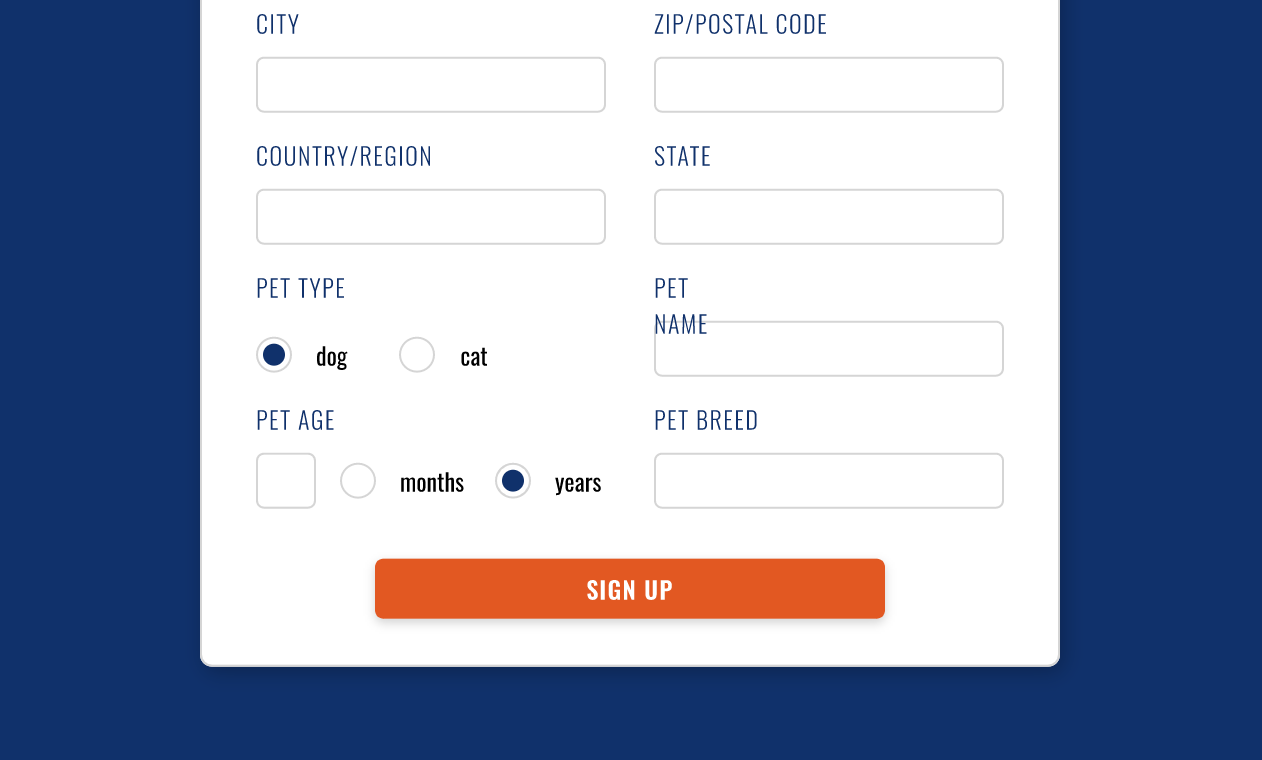 CITY
ZIP/POSTAL CODE
COUNTRY/REGION
STATE
PET TYPE
dog
cat
PET
NAME
PET AGE
months
years
PET BREED
SIGN UP